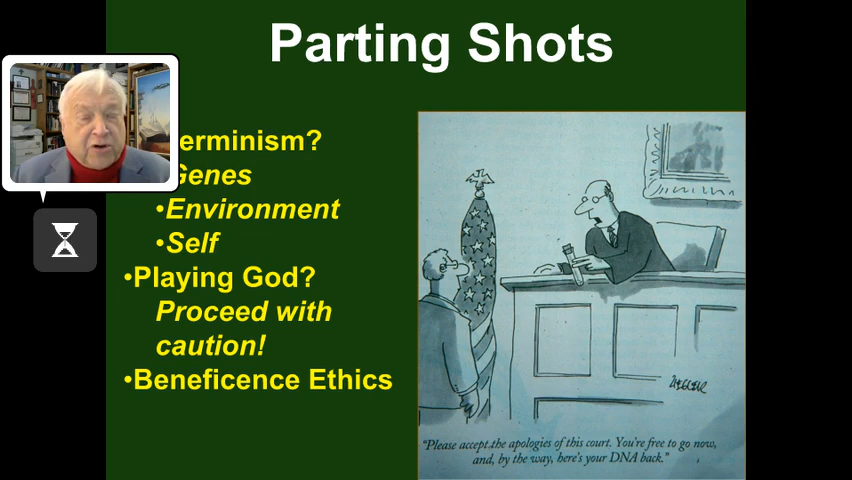 Parting Shots
erminism?
Genes
•Environment
•Self
•Playing God?
Proceed with
caution!
•Beneficence Ethics
ZIEGLER
"Please accept the apologies of this court. You're free to go now,
and, by the way, here's your DNA back."